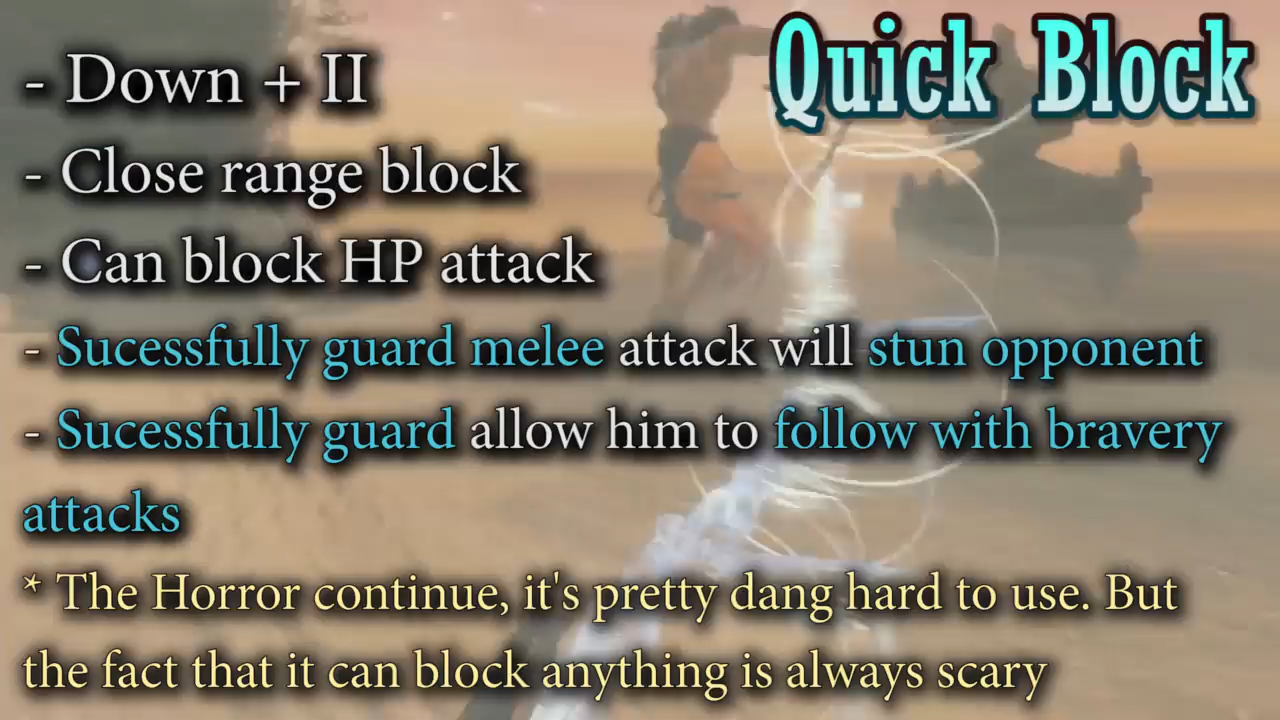 Quick Block
- Down + II
- Close range block
- Can block HP attack
- Sucessfully guard melee attack will stun opponent
- Sucessfully guard allow him to follow with bravery
attacks
* The Horror continue, it's pretty dang hard to use. But
the fact that it can block anything is always scary